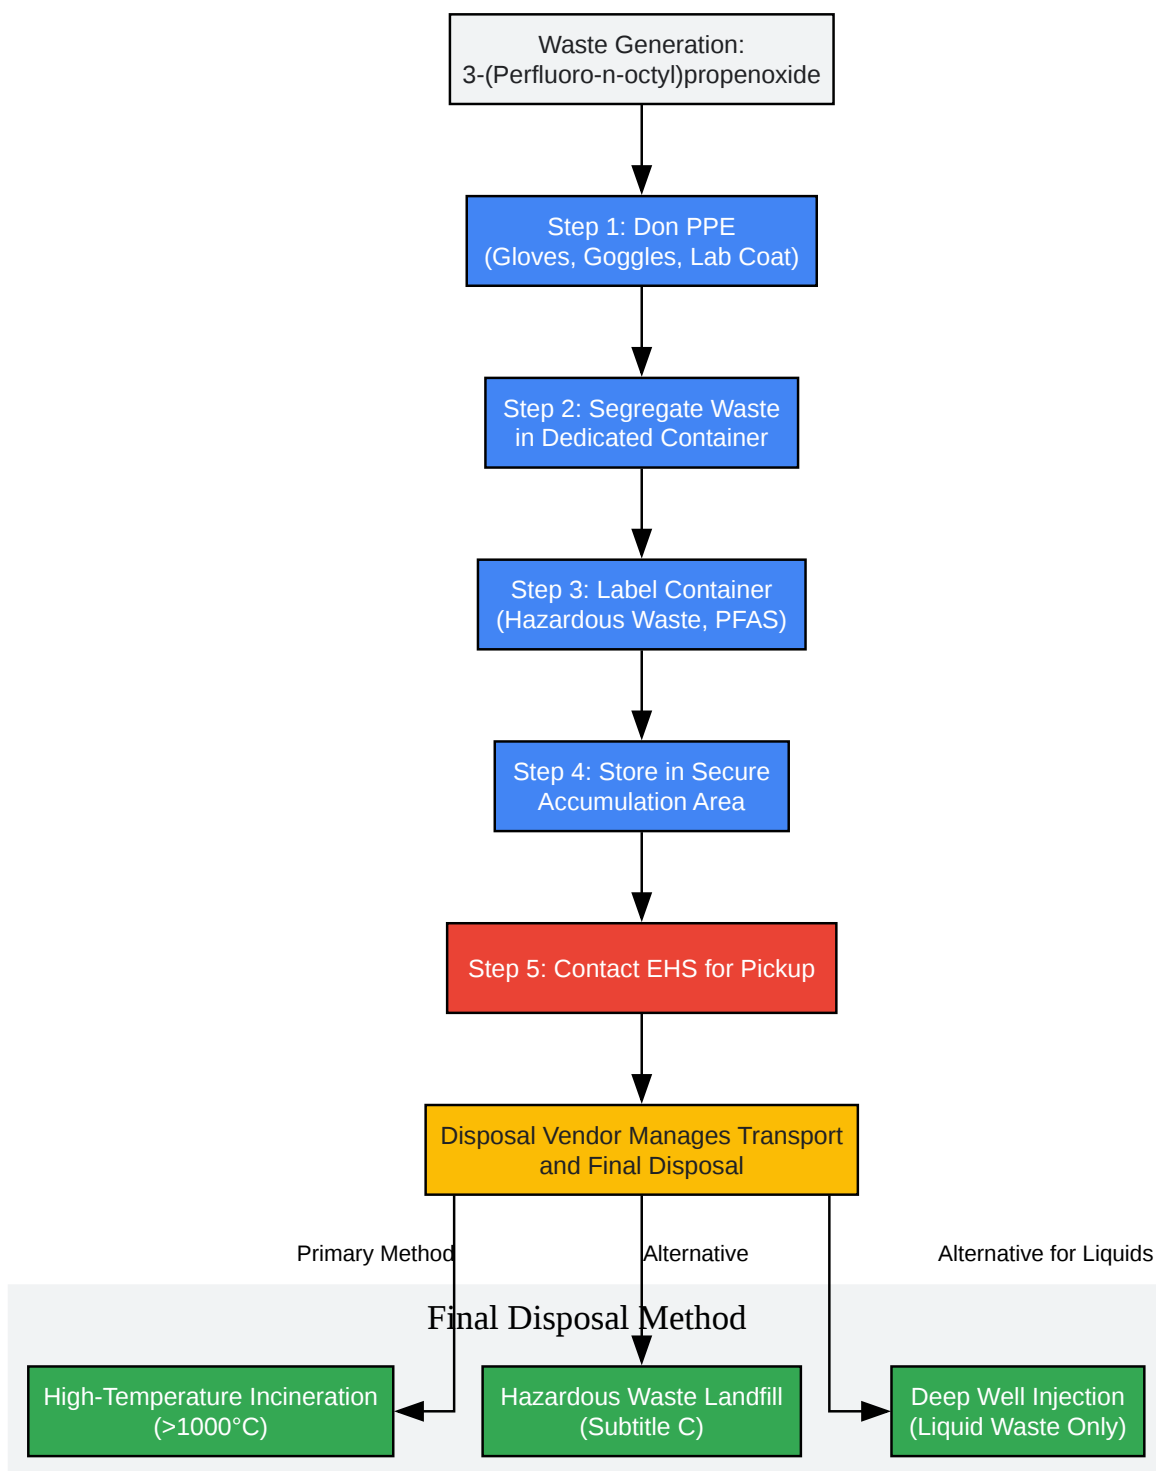 Waste Generation:
3-(Perfluoro-n-octyl)propenoxide
Step 1: Don PPE
(Gloves, Goggles, Lab Coat)
Step 2: Segregate Waste
in Dedicated Container
Step 3: Label Container
(Hazardous Waste, PFAS)
Step 4: Store in Secure
Accumulation Area
Step 5: Contact EHS for Pickup
Disposal Vendor Manages Transport
and Final Disposal
Primary Method
Alternative
Alternative for Liquids
Final Disposal Method
High-Temperature Incineration
(>1000°C)
Hazardous Waste Landfill
(Subtitle C)
Deep Well Injection
(Liquid Waste Only)